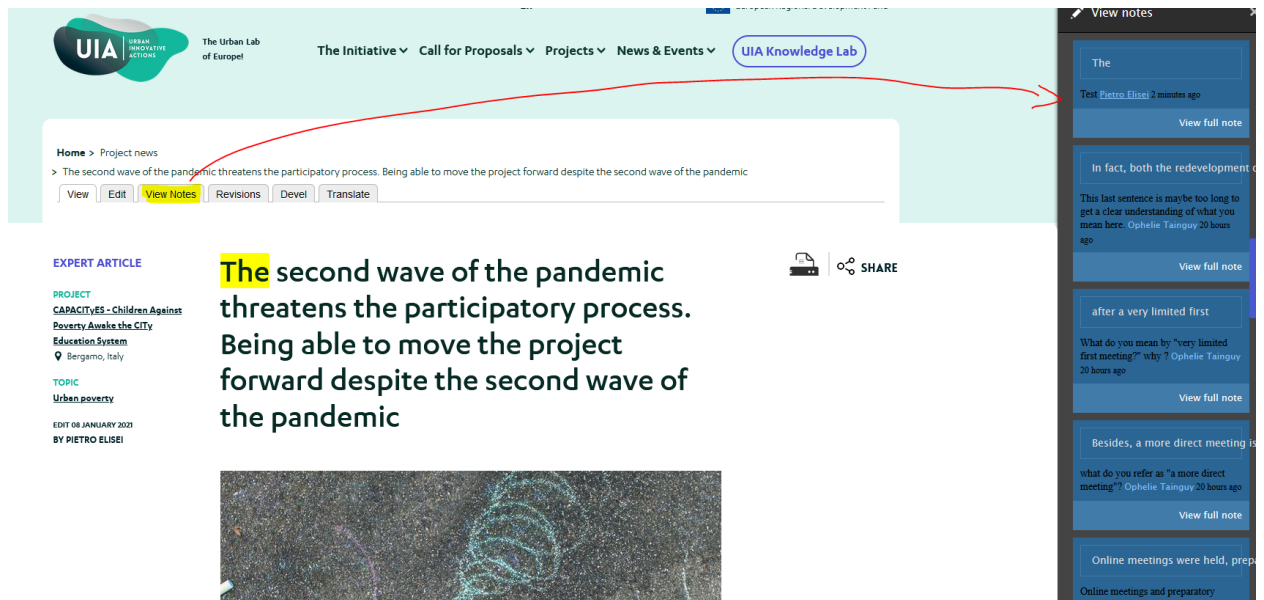 UIA
URBAN
INNOVATIVE
ACTIONS
The Urban Lab
of Europe!
The Initiative Call for Proposals Projects News & Events UIA Knowledge Lab
Home > Project news
> The second wave of the pandemic threatens the participatory process. Being able to move the project forward despite the second wave of the pandemic
View Edit View Notes Revisions Devel Translate
EXPERT ARTICLE
PROJECT
CAPACITyES - Children Against
Poverty Awake the CITy
Education System
Bergamo, Italy
TOPIC
Urban poverty
EDIT 08 JANUARY 2021
BY PIETRO ELISEI
The second wave of the pandemic
threatens the participatory process.
Being able to move the project
forward despite the second wave of
the pandemic
SHARE
View notes
The
Test Pietro Elisei 2 minutes ago
View full note
In fact, both the redevelopment
This last sentence is maybe too long to
get a clear understanding of what you
mean here. Ophelie Tainguy 20 hours
ago
View full note
after a very limited first
What do you mean by "very limited
first meeting?" why ? Ophelie Tainguy
20 hours ago
View full note
Besides, a more direct meeting is
what do you refer as "a more direct
meeting"? Ophelie Tainguy 20 hours ago
View full note
Online meetings were held, prepa
Online meetings and preparatory